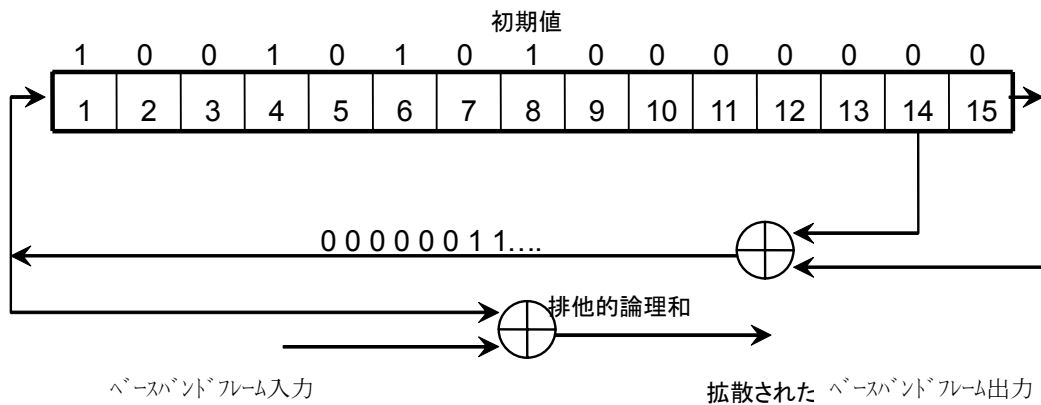 初期値
1 0 0 1 0 1 0 1 0 0 0 0 0 0 0
1 2 3 4 5 6 7 8 9 10 11 12 13 14 15
0 0 0 0 0 0 1 1….
排他的論理和
ﾍﾞｰｽﾊﾞﾝﾄﾞﾌﾚｰﾑ入力
拡散された ﾍﾞｰｽﾊﾞﾝﾄﾞﾌﾚｰﾑ出力